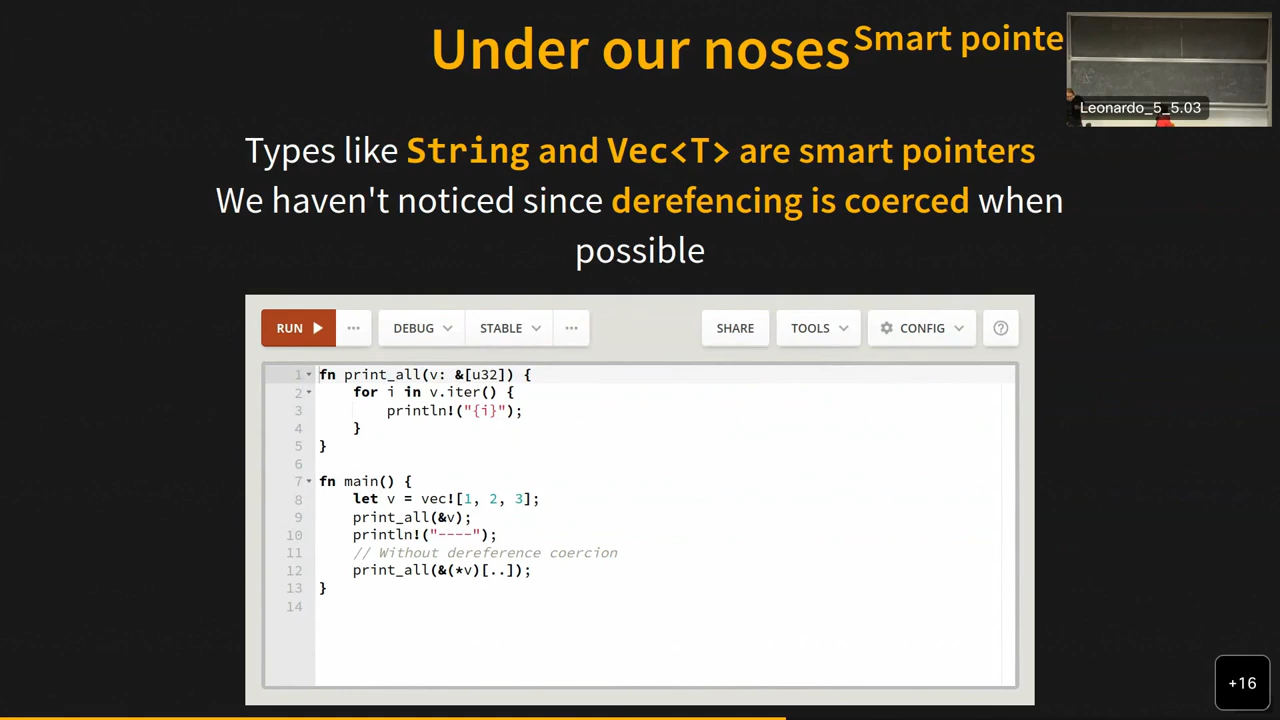 Under our noses
Smart pointe
Leonardo_5_5.03
Types like String and Vec<T> are smart pointers
We haven't noticed since derefencing is coerced when
possible
RUN ... DEBUG STABLE ... SHARE TOOLS CONFIG ?
1 fn print_all(v: &[u32]) {
2     for i in v.iter() {
3         println!("{i}");
4     }
5 }
6
7 fn main() {
8     let v = vec![1, 2, 3];
9     print_all(&v);
10     println!("----");
11     // Without dereference coercion
12     print_all(&(*v)[..]);
13 }
14
+16